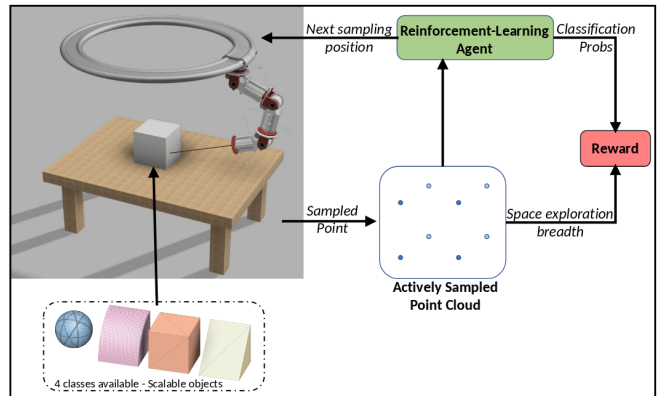 Next sampling
position
Reinforcement-Learning
Agent
Classification
Probs
Reward
Sampled
Point
Space exploration
breadth
Actively Sampled
Point Cloud
4 classes available - Scalable objects